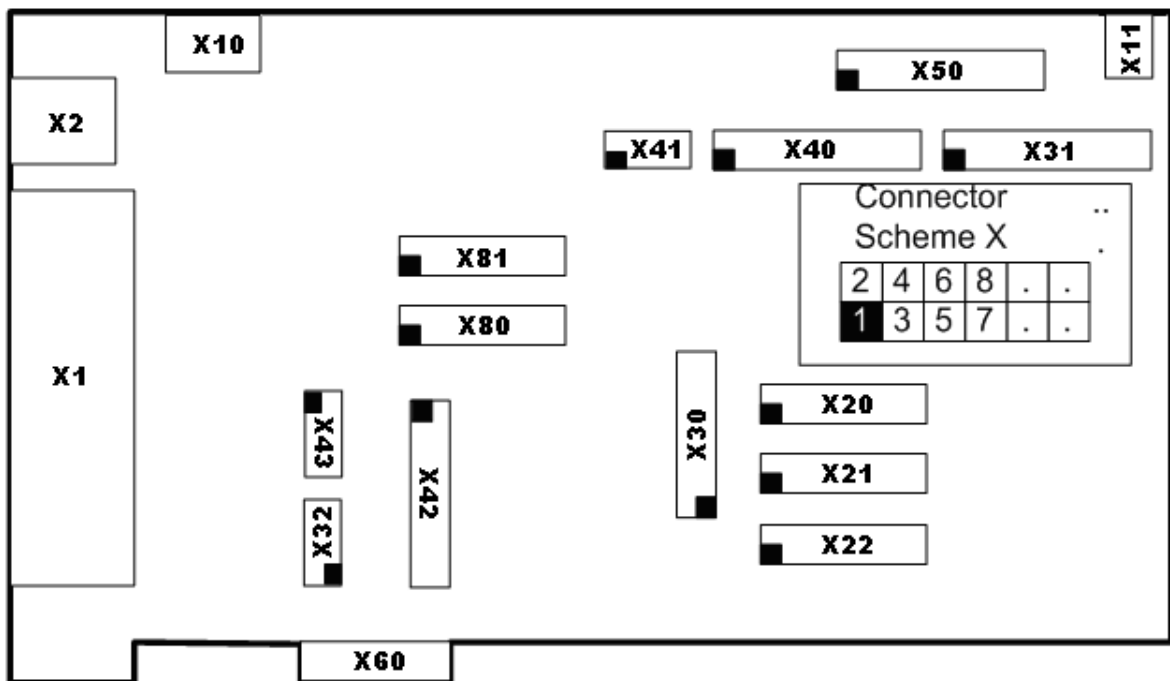 X10
X11
X50
X2
X41
X40
X31
Connector ..
Scheme X .
2 4 6 8 . .
1 3 5 7 . .
X81
X80
X1
X43
X42
X32
X30
X20
X21
X22
X60